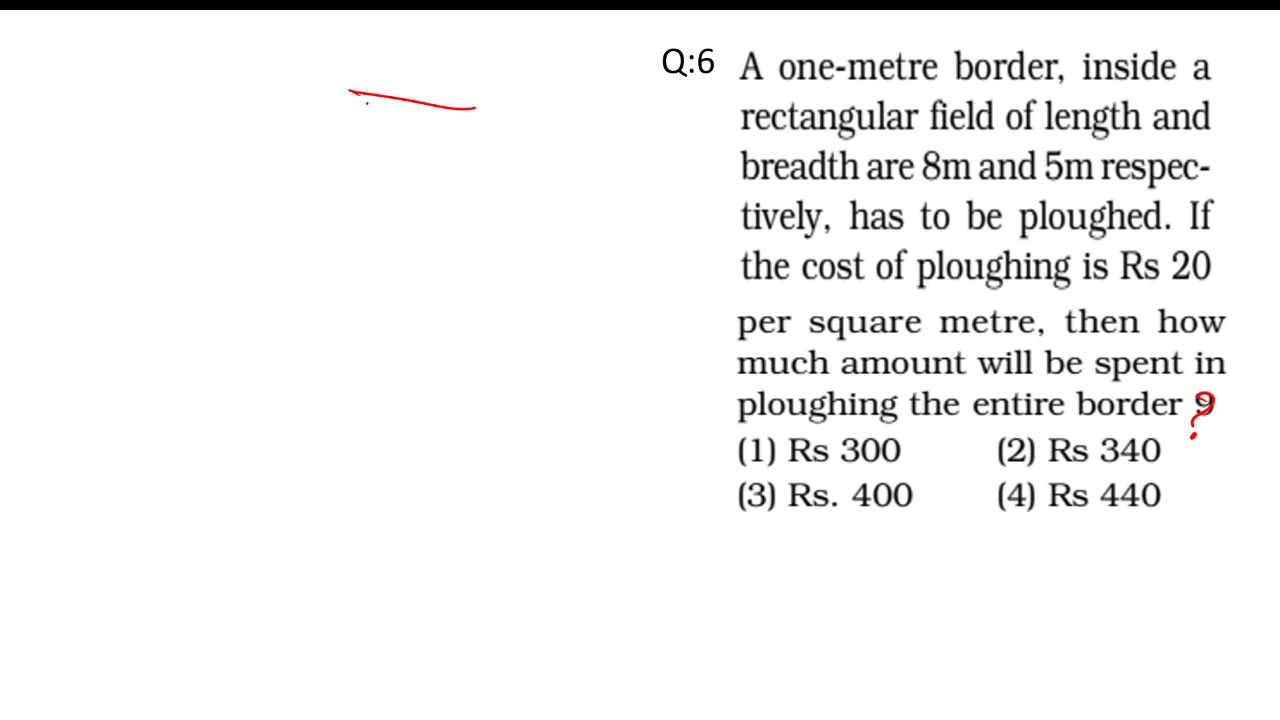 Q:6 A one-metre border, inside a
rectangular field of length and
breadth are 8m and 5m respec-
tively, has to be ploughed. If
the cost of ploughing is Rs 20
per square metre, then how
much amount will be spent in
ploughing the entire border ?
(1) Rs 300 (2) Rs 340
(3) Rs. 400 (4) Rs 440